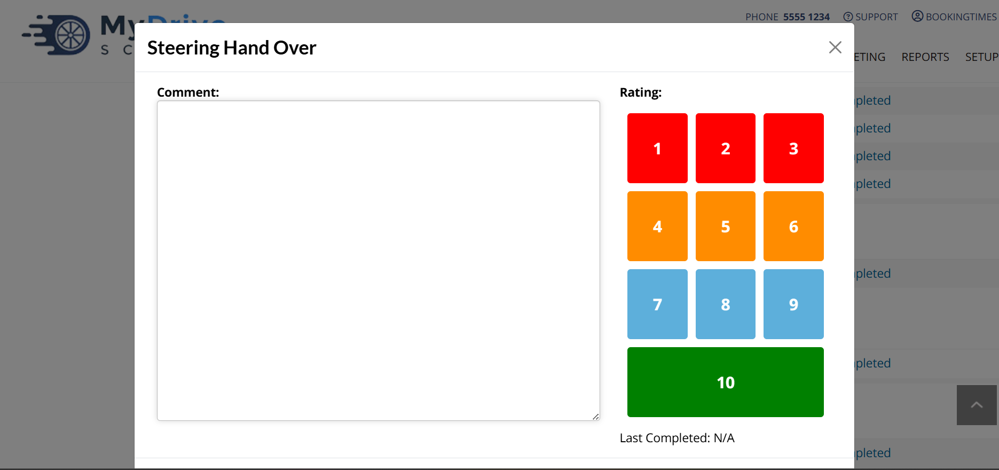 PHONE 5555 1234 SUPPORT BOOKINGTIMES
My
S C
Steering Hand Over
ETING REPORTS SETUP
Comment:
Rating:
pleted
1 2 3
pleted
pleted
pleted
4 5 6
pleted
7 8 9
pleted
10
Last Completed: N/A
pleted